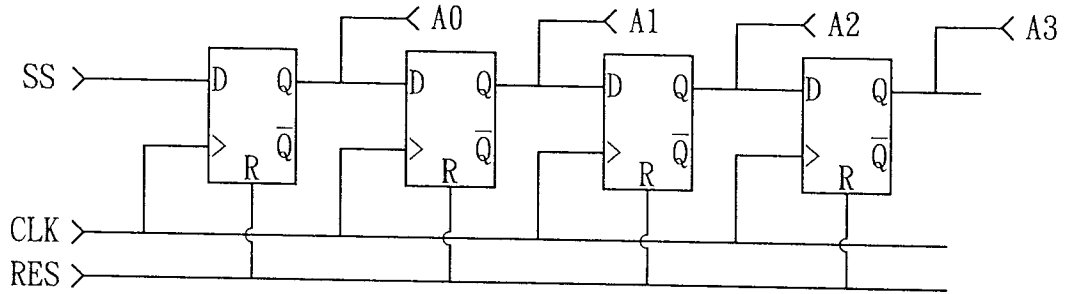 A0 A1 A2 A3
SS D Q D Q D Q D Q
Q̅ Q̅ Q̅ Q̅
R R R R
CLK
RES